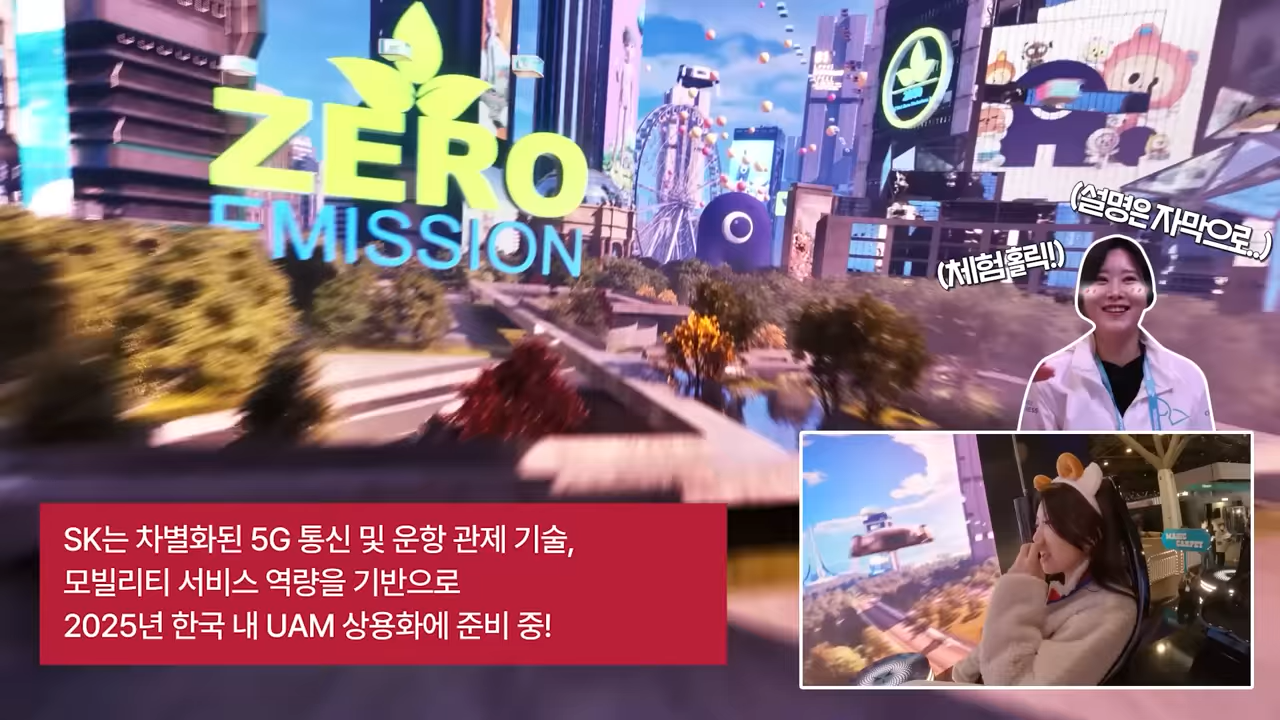 ZERO
EMISSION
(설명은 자막으로..)
(체험 홀릭!)
MAGIC
CARPET
SK는 차별화된 5G 통신 및 운항 관제 기술,
모빌리티 서비스 역량을 기반으로
2025년 한국 내 UAM 상용화에 준비 중!